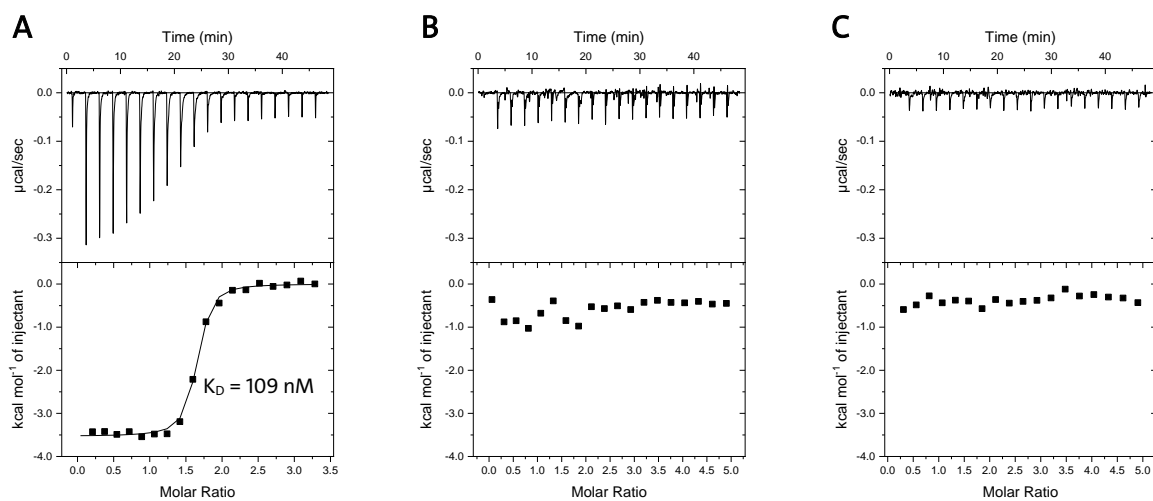 A
Time (min)
0 10 20 30 40
0.0
-0.1
-0.2
-0.3
µcal/sec
0.0
-1.0
-2.0
-3.0
-4.0
kcal mol⁻¹ of injectant
K_D = 109 nM
0.0 0.5 1.0 1.5 2.0 2.5 3.0 3.5
Molar Ratio
B
Time (min)
0 10 20 30 40
0.0
-0.1
-0.2
-0.3
µcal/sec
0.0
-1.0
-2.0
-3.0
-4.0
kcal mol⁻¹ of injectant
0.0 0.5 1.0 1.5 2.0 2.5 3.0 3.5 4.0 4.5 5.0
Molar Ratio
C
Time (min)
0 10 20 30 40
0.0
-0.1
-0.2
-0.3
µcal/sec
0.0
-1.0
-2.0
-3.0
-4.0
kcal mol⁻¹ of injectant
0.0 0.5 1.0 1.5 2.0 2.5 3.0 3.5 4.0 4.5 5.0
Molar Ratio